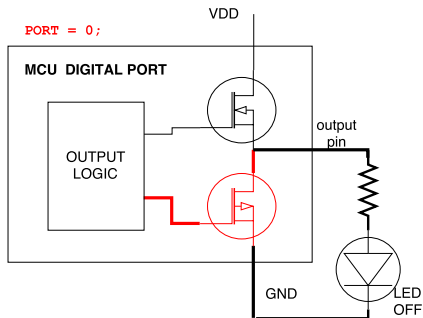 VDD
PORT = 0;
MCU DIGITAL PORT
output
pin
OUTPUT
LOGIC
GND
LED
OFF